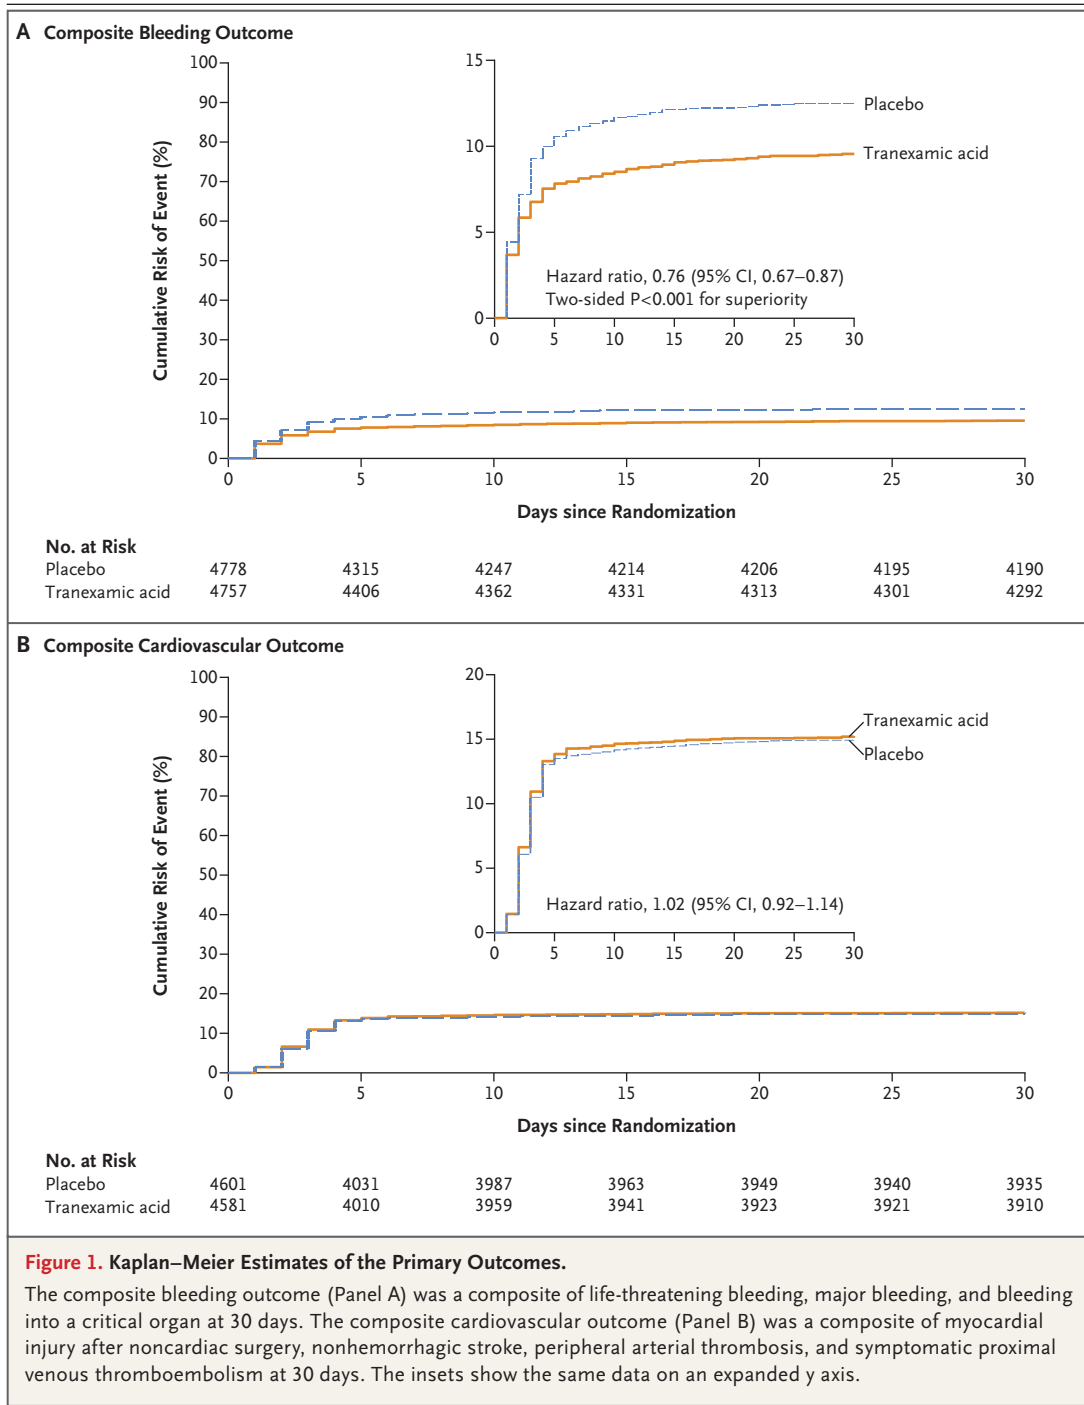 A Composite Bleeding Outcome
Cumulative Risk of Event (%)
100
90
80
70
60
50
40
30
20
10
0
0 5 10 15 20 25 30
Days since Randomization
15
10
5
0
0 5 10 15 20 25 30
Placebo
Tranexamic acid
Hazard ratio, 0.76 (95% CI, 0.67–0.87)
Two-sided P<0.001 for superiority
No. at Risk
Placebo 4778 4315 4247 4214 4206 4195 4190
Tranexamic acid 4757 4406 4362 4331 4313 4301 4292
B Composite Cardiovascular Outcome
Cumulative Risk of Event (%)
100
90
80
70
60
50
40
30
20
10
0
0 5 10 15 20 25 30
Days since Randomization
20
15
10
5
0
0 5 10 15 20 25 30
Tranexamic acid
Placebo
Hazard ratio, 1.02 (95% CI, 0.92–1.14)
No. at Risk
Placebo 4601 4031 3987 3963 3949 3940 3935
Tranexamic acid 4581 4010 3959 3941 3923 3921 3910
Figure 1. Kaplan–Meier Estimates of the Primary Outcomes.
The composite bleeding outcome (Panel A) was a composite of life-threatening bleeding, major bleeding, and bleeding
into a critical organ at 30 days. The composite cardiovascular outcome (Panel B) was a composite of myocardial
injury after noncardiac surgery, nonhemorrhagic stroke, peripheral arterial thrombosis, and symptomatic proximal
venous thromboembolism at 30 days. The insets show the same data on an expanded y axis.